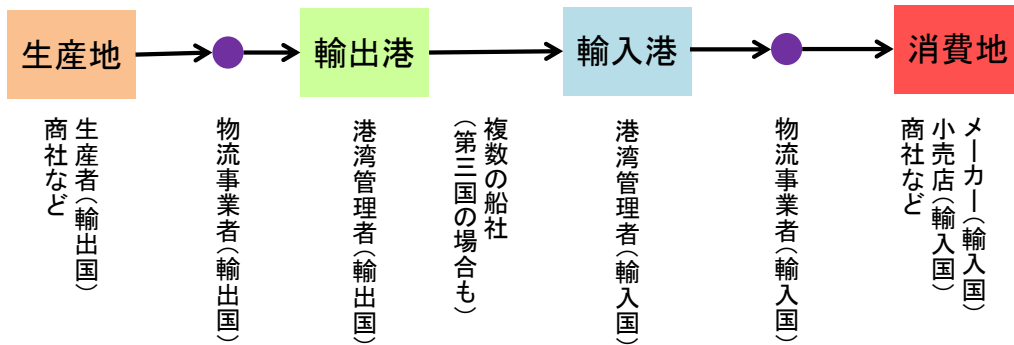 生産地
輸出港
輸入港
消費地
生産者（輸出国）
商社など
物流事業者（輸出国）
港湾管理者（輸出国）
複数の船社
（第三国の場合も）
港湾管理者（輸入国）
物流事業者（輸入国）
メーカー（輸入国）
小売店（輸入国）
商社など